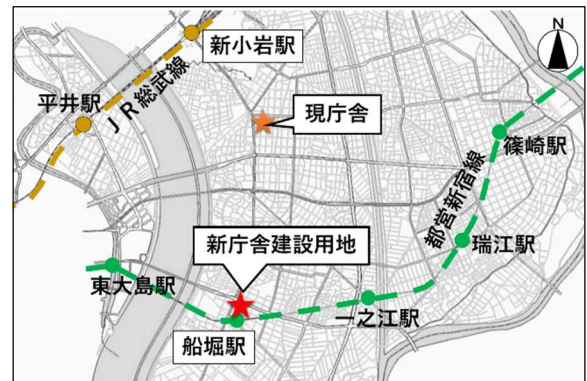 新小岩駅
N
JR総武線
平井駅
現庁舎
篠崎駅
都営新宿線
新庁舎建設用地
瑞江駅
東大島駅
一之江駅
船堀駅